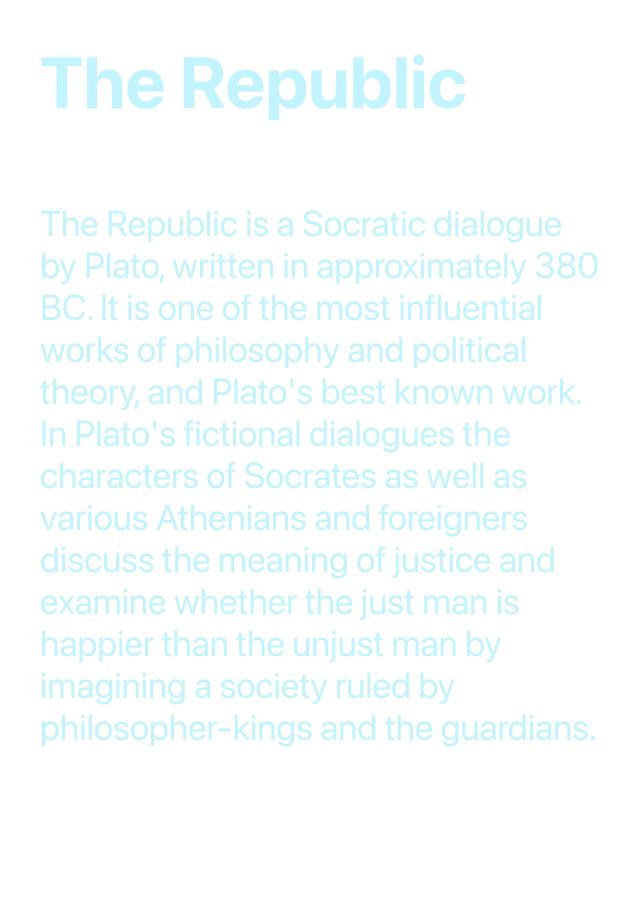 The Republic
The Republic is a Socratic dialogue
by Plato, written in approximately 380
BC. It is one of the most influential
works of philosophy and political
theory, and Plato's best known work.
In Plato's fictional dialogues the
characters of Socrates as well as
various Athenians and foreigners
discuss the meaning of justice and
examine whether the just man is
happier than the unjust man by
imagining a society ruled by
philosopher-kings and the guardians.